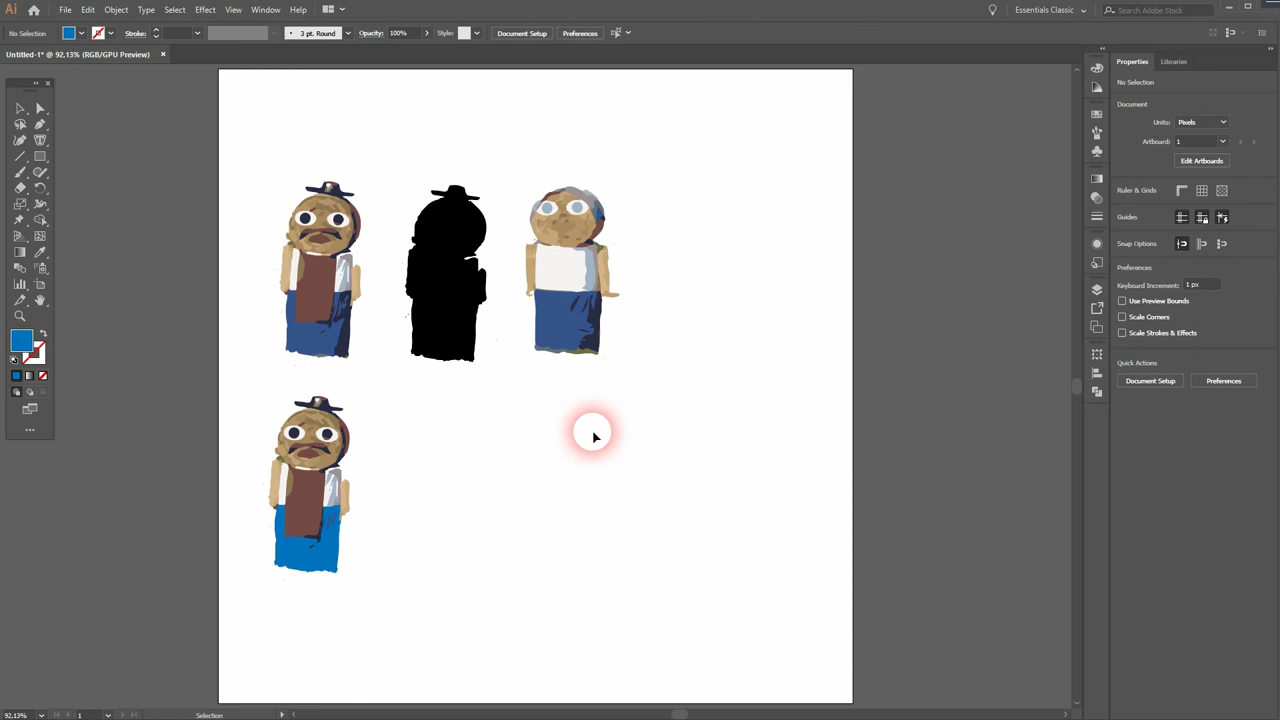 Ai File Edit Object Type Select Effect View Window Help Essentials Classic Search Adobe Stock
No Selection Stroke: 3 pt. Round Opacity: 100% Style: Document Setup Preferences
Untitled-1* @ 92,13% (RGB/GPU Preview)
Properties Libraries
No Selection
Document
Units: Pixels
Artboard: 1
Edit Artboards
Ruler & Grids
Guides
Snap Options
Preferences
Keyboard Increment: 1 px
Use Preview Bounds
Scale Corners
Scale Strokes & Effects
Quick Actions
Document Setup Preferences
92,13% 1 Selection